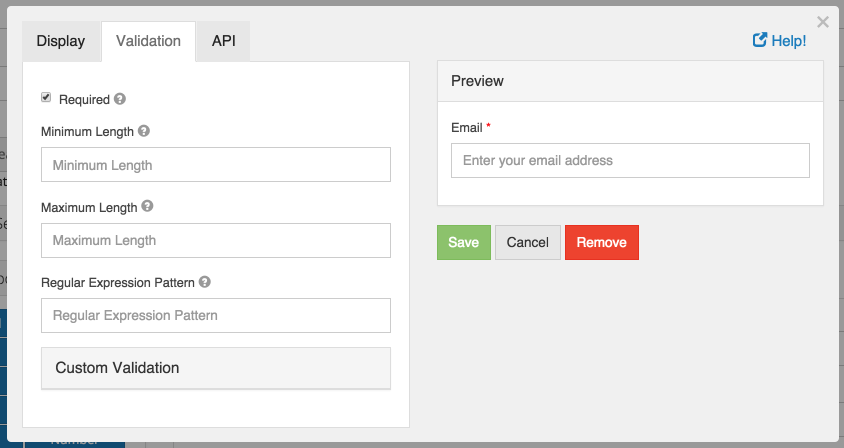 Display
Validation
API
×
Help!
Required
Minimum Length
Minimum Length
Maximum Length
Maximum Length
Regular Expression Pattern
Regular Expression Pattern
Custom Validation
Preview
Email *
Enter your email address
Save
Cancel
Remove
Number